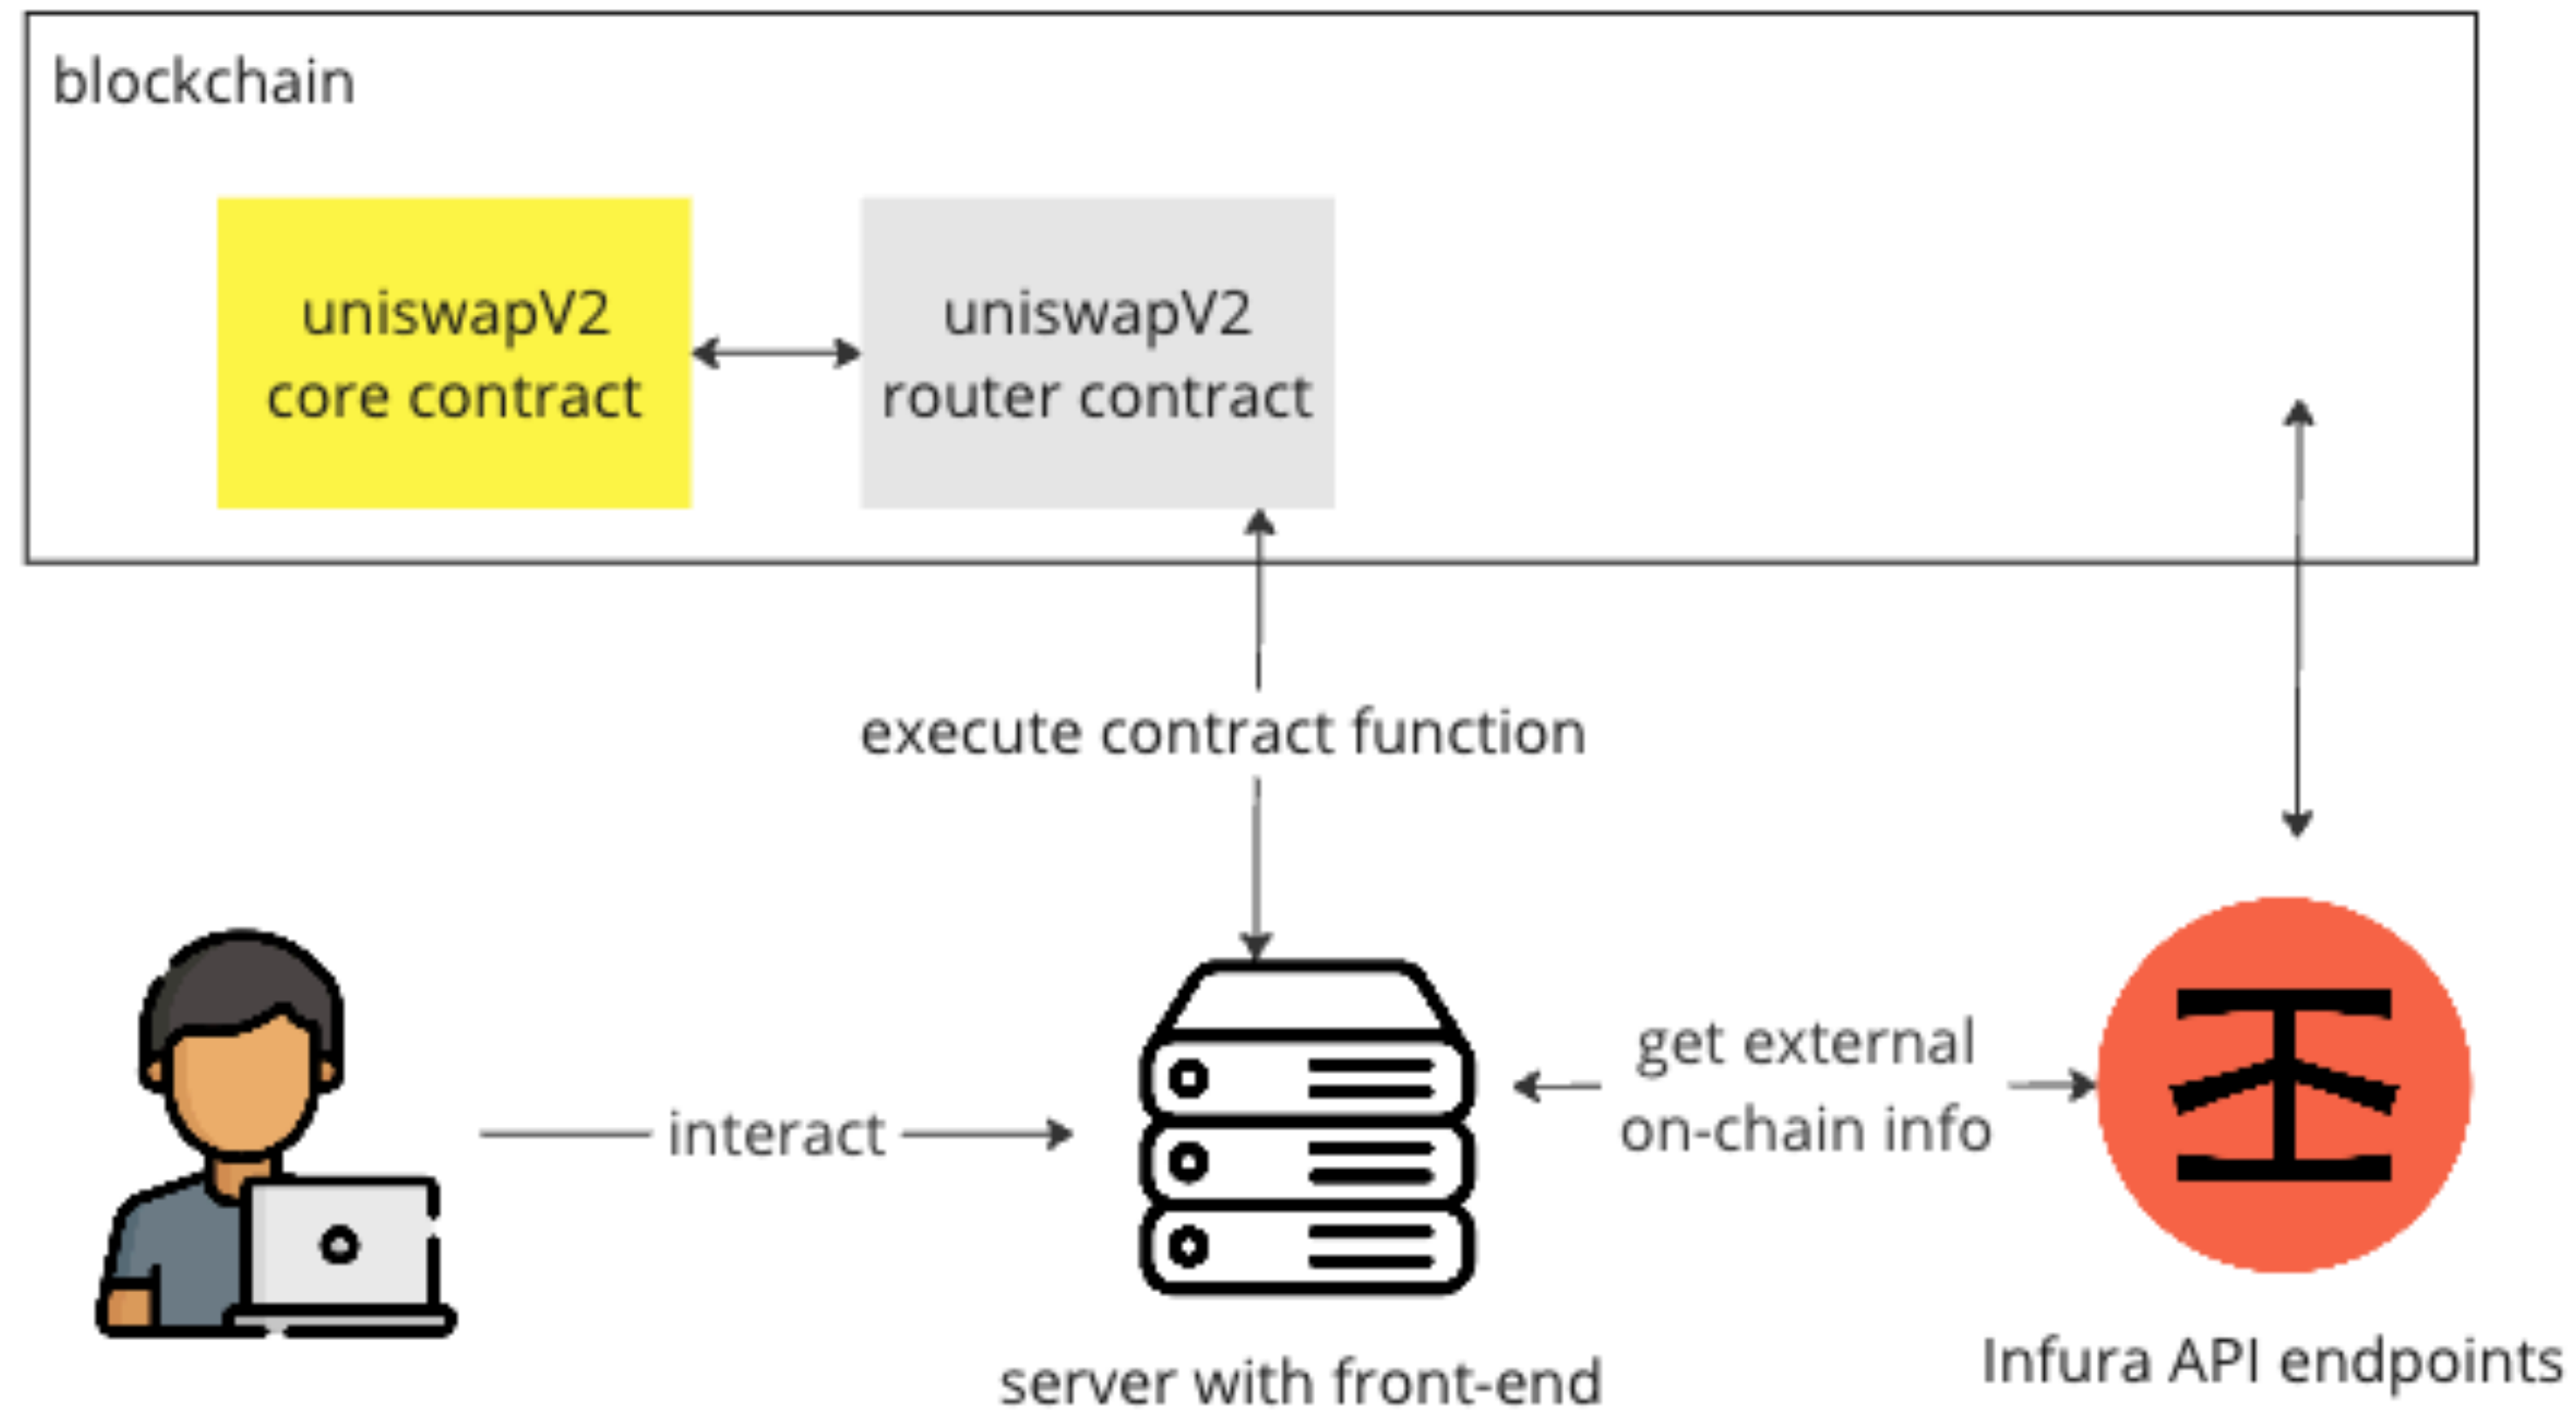 blockchain
uniswapV2
core contract
uniswapV2
router contract
execute contract function
interact
get external
on-chain info
server with front-end
Infura API endpoints